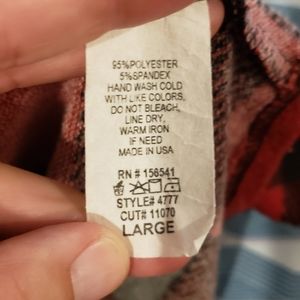 95%POLYESTER
5%SPANDEX
HAND WASH COLD
WITH LIKE COLORS,
DO NOT BLEACH,
LINE DRY,
WARM IRON
IF NEED
MADE IN USA
RN # 156541
STYLE# 4777
CUT# 11070
LARGE